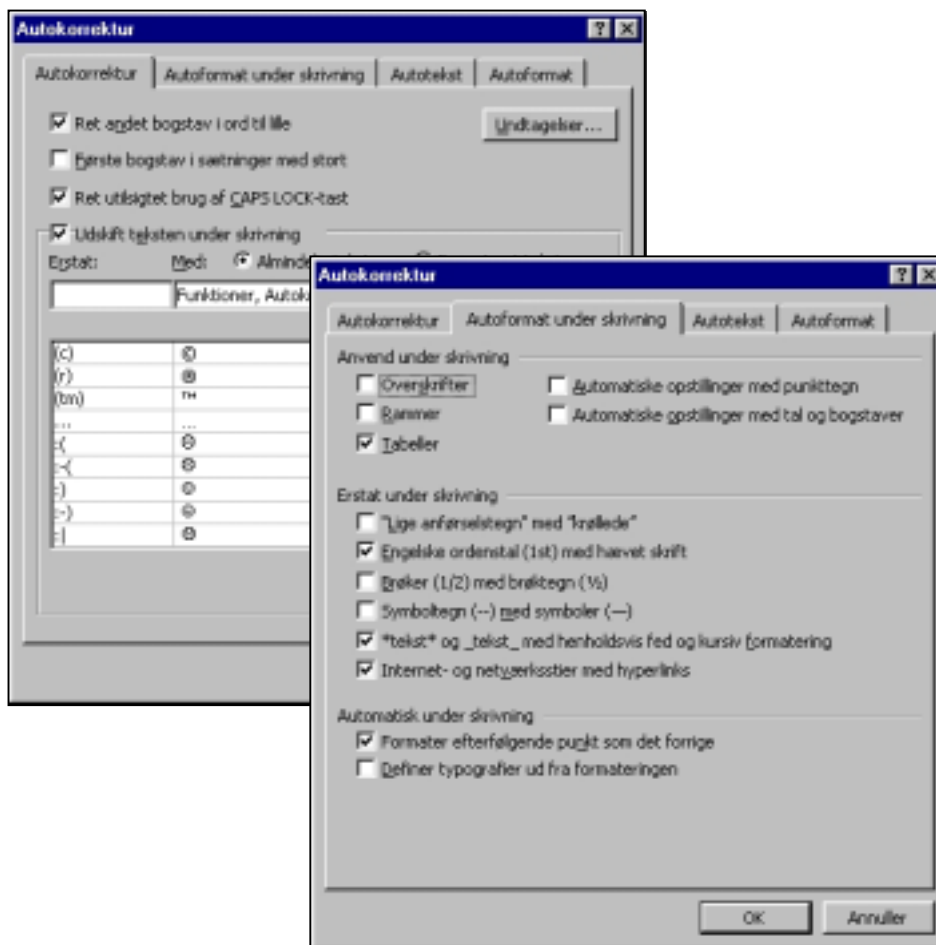 Autokorrektur
Autokorrektur Autoformat under skrivning Autotekst Autoformat
Ret andet bogstav i ord til lille
Undtagelser...
Første bogstav i sætninger med stort
Ret utilsigtet brug af CAPS LOCK-tast
Udskift teksten under skrivning
Erstat: Med:
Funktioner,
(c) ©
(r) ®
(tm) ™
... ...
:( ☹
:-( ☹
:) ☺
:-) ☺
:| 😐
Autokorrektur
Autokorrektur Autoformat under skrivning Autotekst Autoformat
Anvend under skrivning
Overskrifter Automatiske opstillinger med punkttegn
Rammer Automatiske opstillinger med tal og bogstaver
Tabeller
Erstat under skrivning
"Lige anførselstegn" med "krøllede"
Engelske ordenstal (1st) med hævet skrift
Brøker (1/2) med brøktegn (½)
Symboltegn (--) med symboler (—)
*tekst* og _tekst_ med henholdsvis fed og kursiv formatering
Internet- og netværksstier med hyperlinks
Automatisk under skrivning
Formater efterfølgende punkt som det forrige
Definer typografier ud fra formateringen
OK Annuller